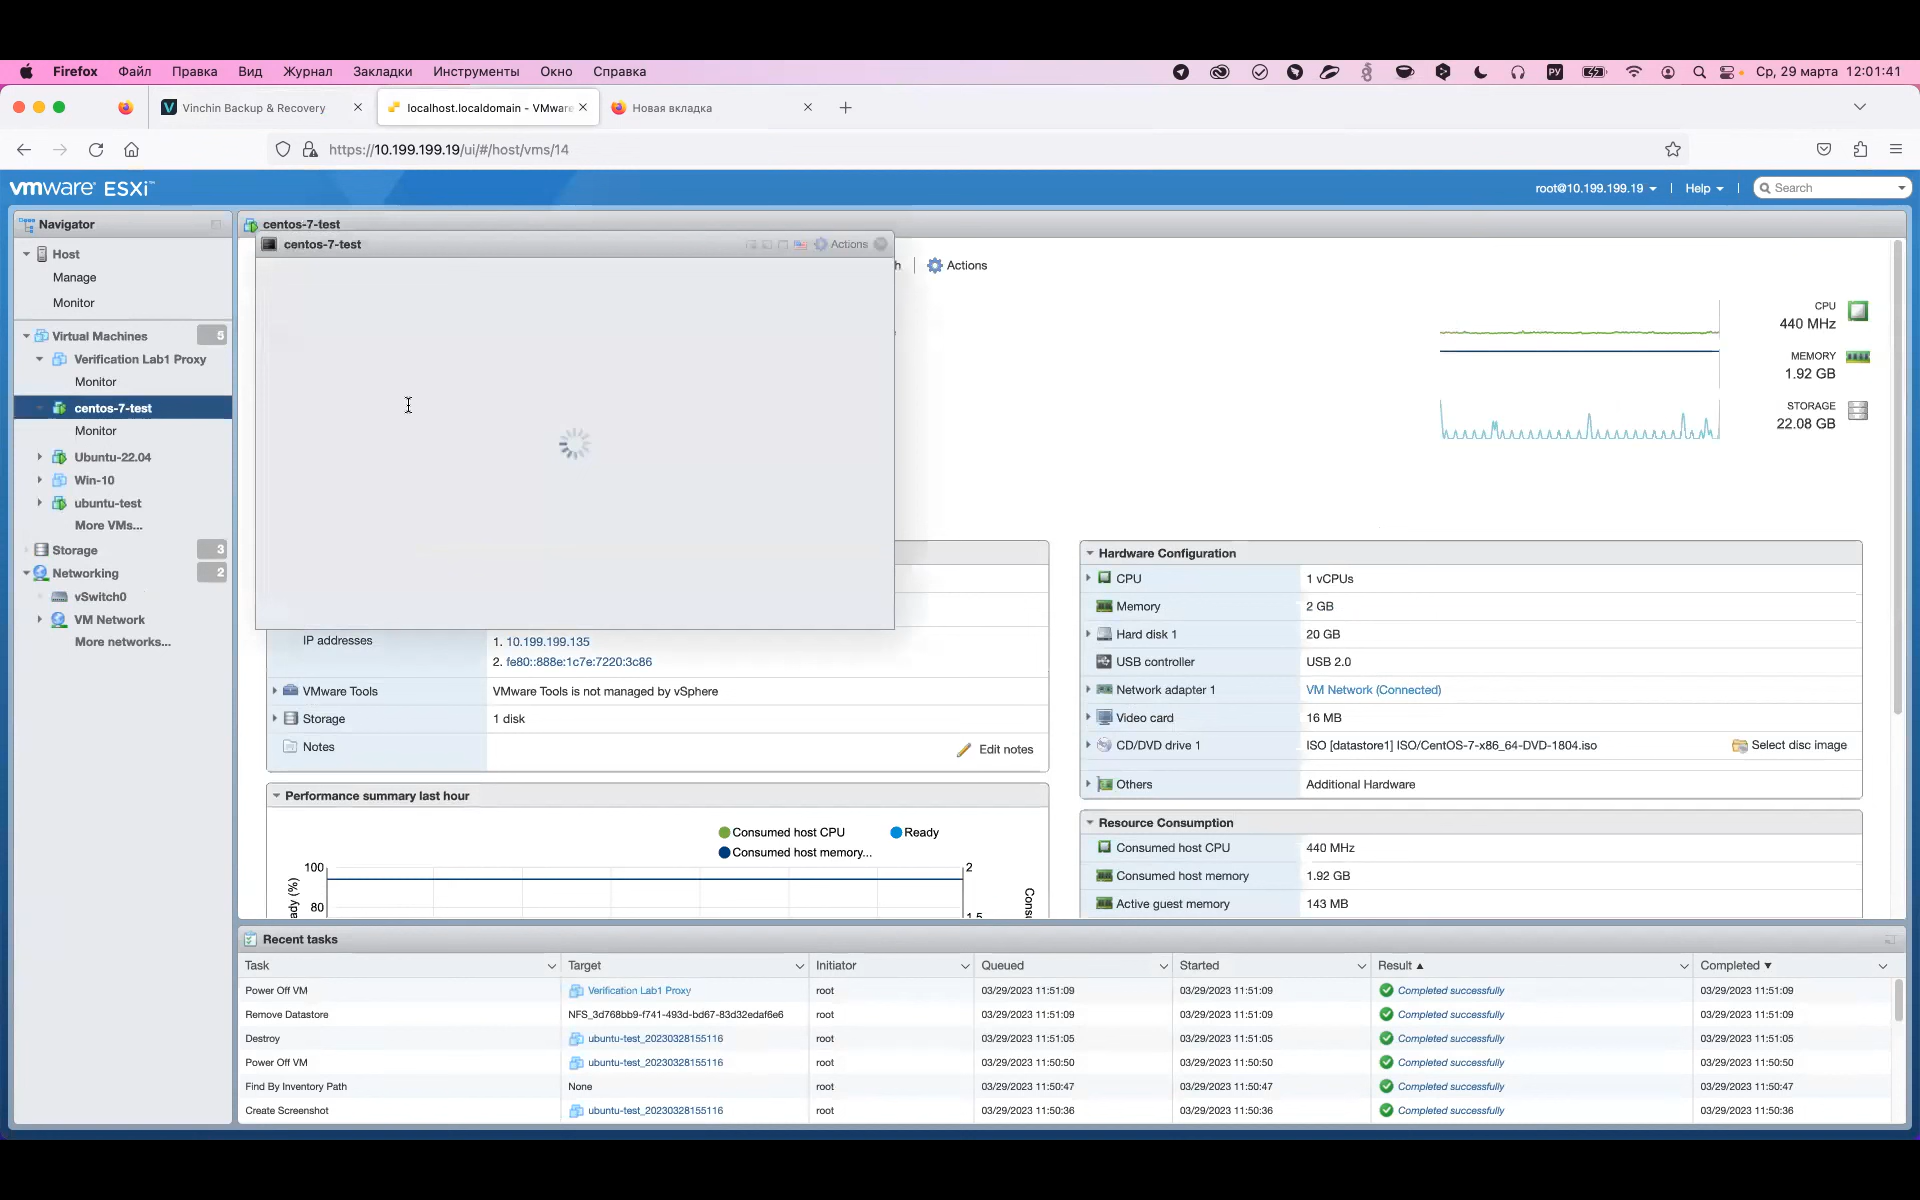 Firefox Файл Правка Вид Журнал Закладки Инструменты Окно Справка РУ Ср, 29 марта 12:01:41
Vinchin Backup & Recovery localhost.localdomain - VMware Новая вкладка
https://10.199.199.19/ui/#/host/vms/14
vmware ESXi root@10.199.199.19 Help Search
Navigator
Host
Manage
Monitor
Virtual Machines 5
Verification Lab1 Proxy
Monitor
centos-7-test
Monitor
Ubuntu-22.04
Win-10
ubuntu-test
More VMs...
Storage 3
Networking 2
vSwitch0
VM Network
More networks...
centos-7-test
centos-7-test Actions
Actions
CPU
440 MHz
MEMORY
1.92 GB
STORAGE
22.08 GB
IP addresses 1. 10.199.199.135
2. fe80::888e:1c7e:7220:3c86
VMware Tools VMware Tools is not managed by vSphere
Storage 1 disk
Notes Edit notes
Hardware Configuration
CPU 1 vCPUs
Memory 2 GB
Hard disk 1 20 GB
USB controller USB 2.0
Network adapter 1 VM Network (Connected)
Video card 16 MB
CD/DVD drive 1 ISO [datastore1] ISO/CentOS-7-x86_64-DVD-1804.iso Select disc image
Others Additional Hardware
Performance summary last hour
Consumed host CPU Ready
Consumed host memory...
100 2
80
Resource Consumption
Consumed host CPU 440 MHz
Consumed host memory 1.92 GB
Active guest memory 143 MB
Recent tasks
Task Target Initiator Queued Started Result Completed
Power Off VM Verification Lab1 Proxy root 03/29/2023 11:51:09 03/29/2023 11:51:09 Completed successfully 03/29/2023 11:51:09
Remove Datastore NFS_3d768bb9-f741-493d-bd67-83d32edaf6e6 root 03/29/2023 11:51:09 03/29/2023 11:51:09 Completed successfully 03/29/2023 11:51:09
Destroy ubuntu-test_20230328155116 root 03/29/2023 11:51:05 03/29/2023 11:51:05 Completed successfully 03/29/2023 11:51:05
Power Off VM ubuntu-test_20230328155116 root 03/29/2023 11:50:50 03/29/2023 11:50:50 Completed successfully 03/29/2023 11:50:50
Find By Inventory Path None root 03/29/2023 11:50:47 03/29/2023 11:50:47 Completed successfully 03/29/2023 11:50:47
Create Screenshot ubuntu-test_20230328155116 root 03/29/2023 11:50:36 03/29/2023 11:50:36 Completed successfully 03/29/2023 11:50:36